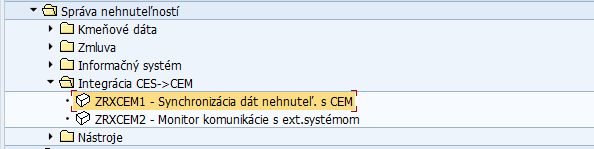 Správa nehnuteľností
Kmeňové dáta
Zmluva
Informačný systém
Integrácia CES->CEM
ZRXCEM1 - Synchronizácia dát nehnuteľ. s CEM
ZRXCEM2 - Monitor komunikácie s ext.systémom
Nástroje